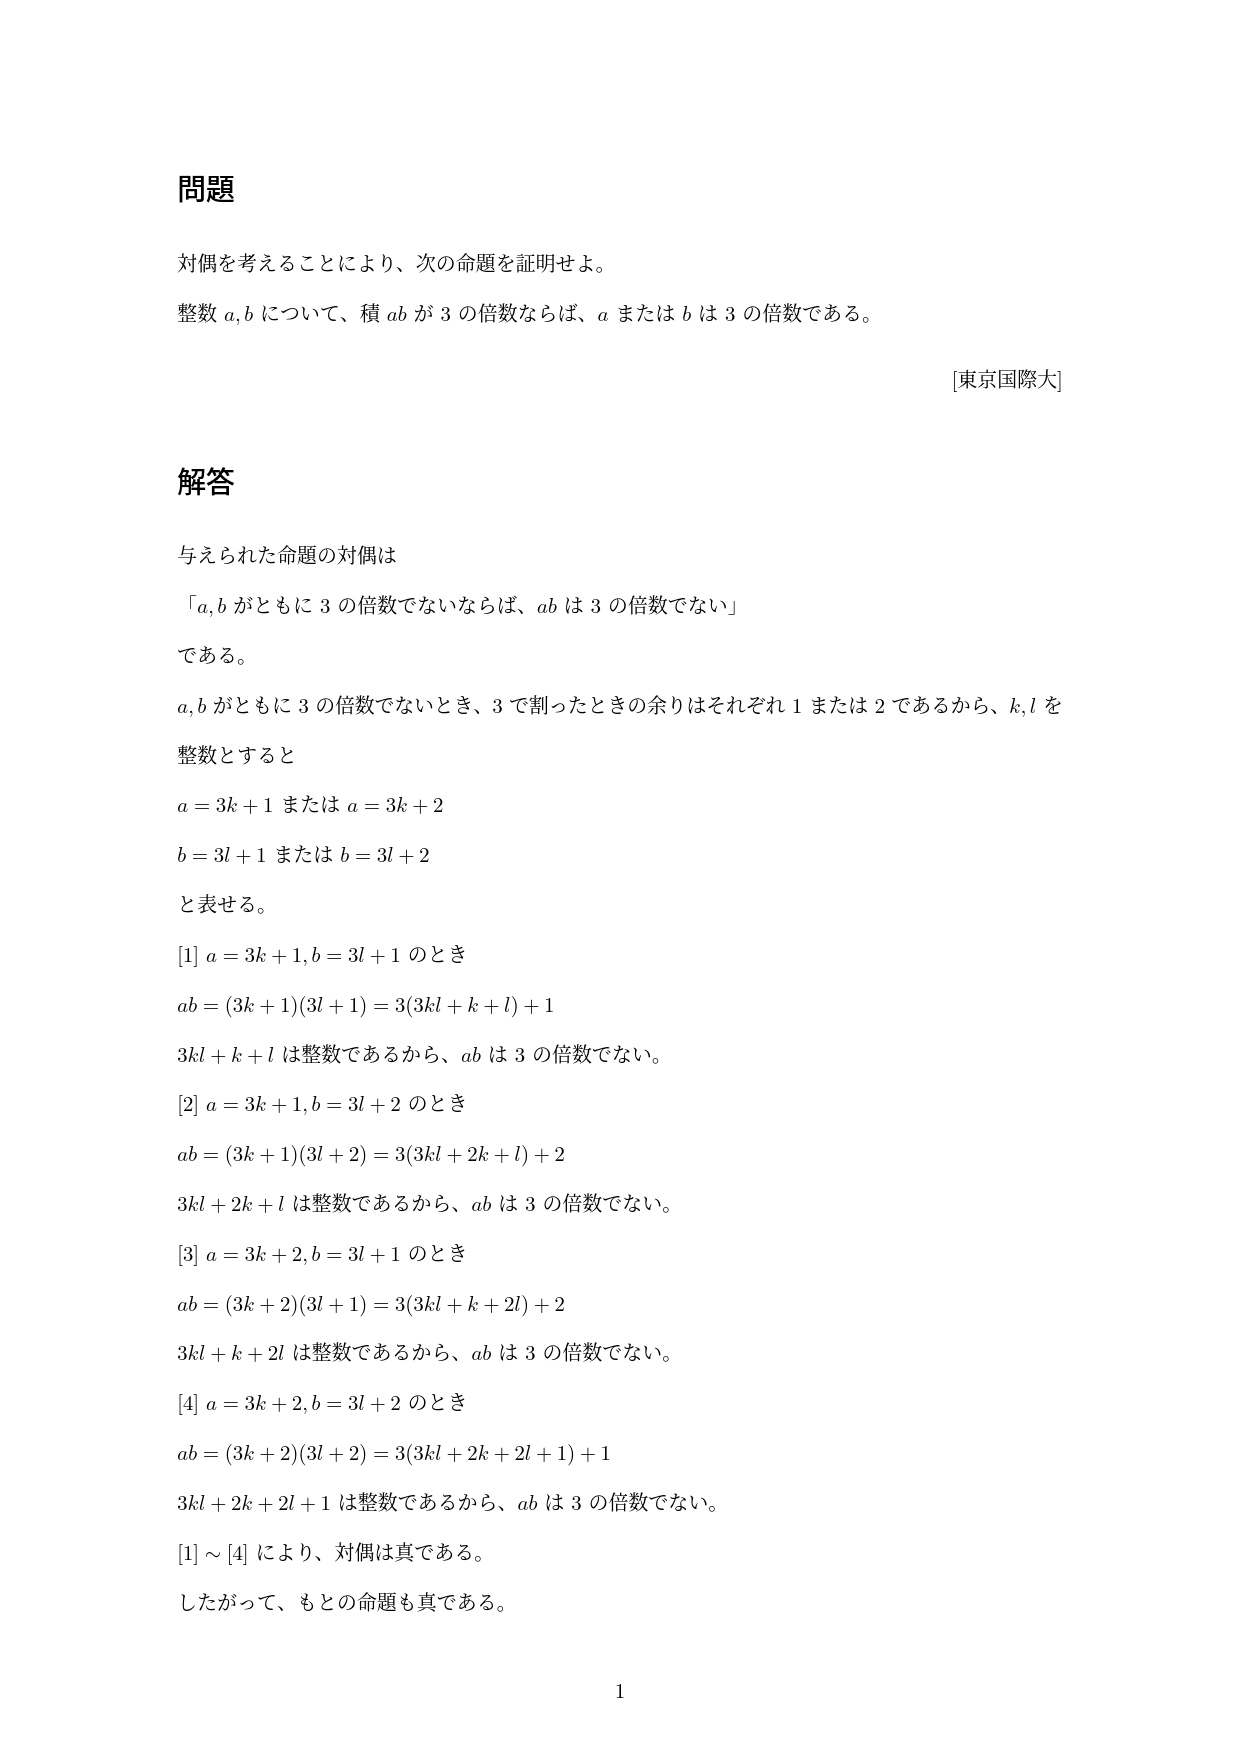 問題
対偶を考えることにより、次の命題を証明せよ。
整数 a, b について、積 ab が 3 の倍数ならば、a または b は 3 の倍数である。
[東京国際大]
解答
与えられた命題の対偶は
「a, b がともに 3 の倍数でないならば、ab は 3 の倍数でない」
である。
a, b がともに 3 の倍数でないとき、3 で割ったときの余りはそれぞれ 1 または 2 であるから、k, l を
整数とすると
a = 3k + 1 または a = 3k + 2
b = 3l + 1 または b = 3l + 2
と表せる。
[1] a = 3k + 1, b = 3l + 1 のとき
ab = (3k + 1)(3l + 1) = 3(3kl + k + l) + 1
3kl + k + l は整数であるから、ab は 3 の倍数でない。
[2] a = 3k + 1, b = 3l + 2 のとき
ab = (3k + 1)(3l + 2) = 3(3kl + 2k + l) + 2
3kl + 2k + l は整数であるから、ab は 3 の倍数でない。
[3] a = 3k + 2, b = 3l + 1 のとき
ab = (3k + 2)(3l + 1) = 3(3kl + k + 2l) + 2
3kl + k + 2l は整数であるから、ab は 3 の倍数でない。
[4] a = 3k + 2, b = 3l + 2 のとき
ab = (3k + 2)(3l + 2) = 3(3kl + 2k + 2l + 1) + 1
3kl + 2k + 2l + 1 は整数であるから、ab は 3 の倍数でない。
[1] ∼ [4] により、対偶は真である。
したがって、もとの命題も真である。
1